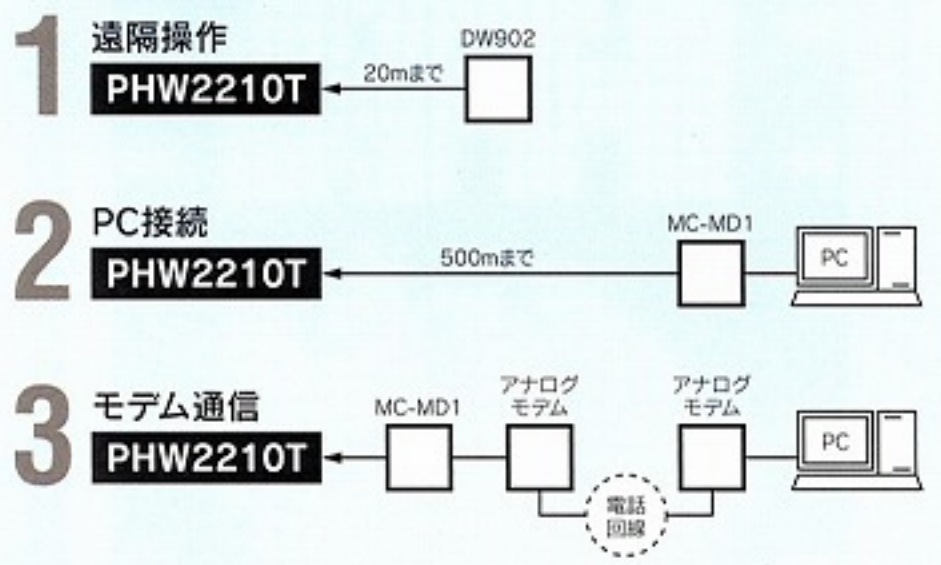 1 遠隔操作
DW902
PHW2210T
20mまで
2 PC接続
MC-MD1
PHW2210T
500mまで
PC
3 モデム通信
MC-MD1
アナログ
モデム
アナログ
モデム
PHW2210T
PC
電話
回線